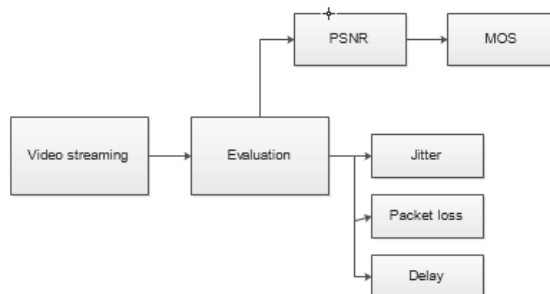 PSNR
MOS
Video streaming
Evaluation
Jitter
Packet loss
Delay